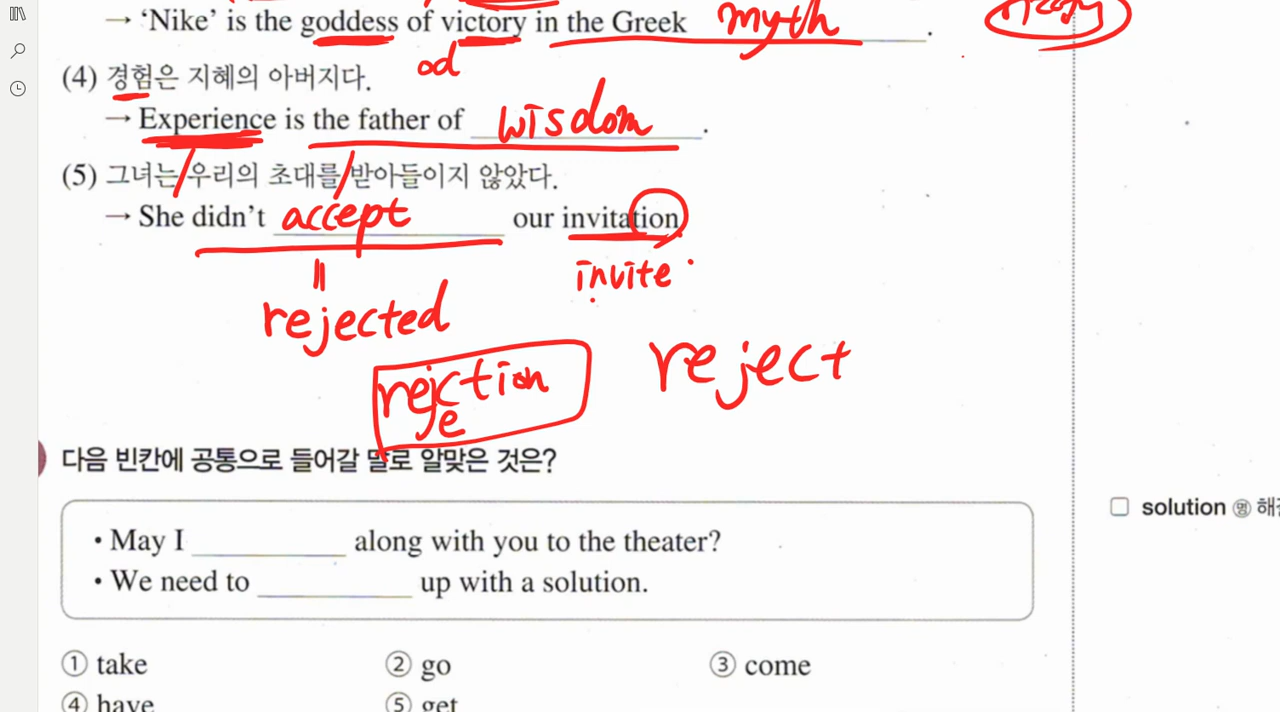 → ‘Nike’ is the goddess of victory in the Greek myth.
od
(4) 경험은 지혜의 아버지다.
→ Experience is the father of wisdom.
(5) 그녀는/우리의 초대를/받아들이지 않았다.
→ She didn’t accept our invitation
invite
rejected
reject
rejection
e
다음 빈칸에 공통으로 들어갈 말로 알맞은 것은?
• May I ________ along with you to the theater?
• We need to ________ up with a solution.
□ solution 명
① take ② go ③ come
④ have ⑤ get